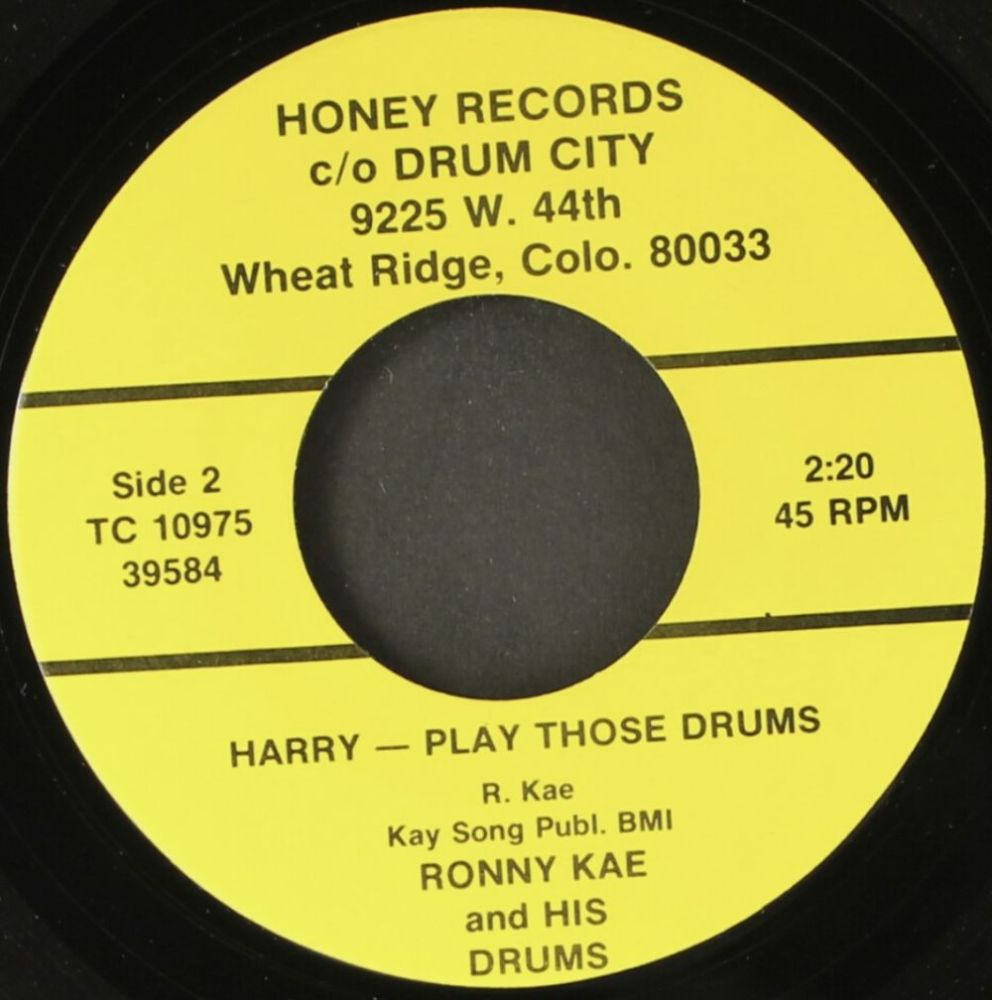 HONEY RECORDS
c/o DRUM CITY
9225 W. 44th
Wheat Ridge, Colo. 80033
Side 2
TC 10975
39584
2:20
45 RPM
HARRY — PLAY THOSE DRUMS
R. Kae
Kay Song Publ. BMI
RONNY KAE
and HIS
DRUMS